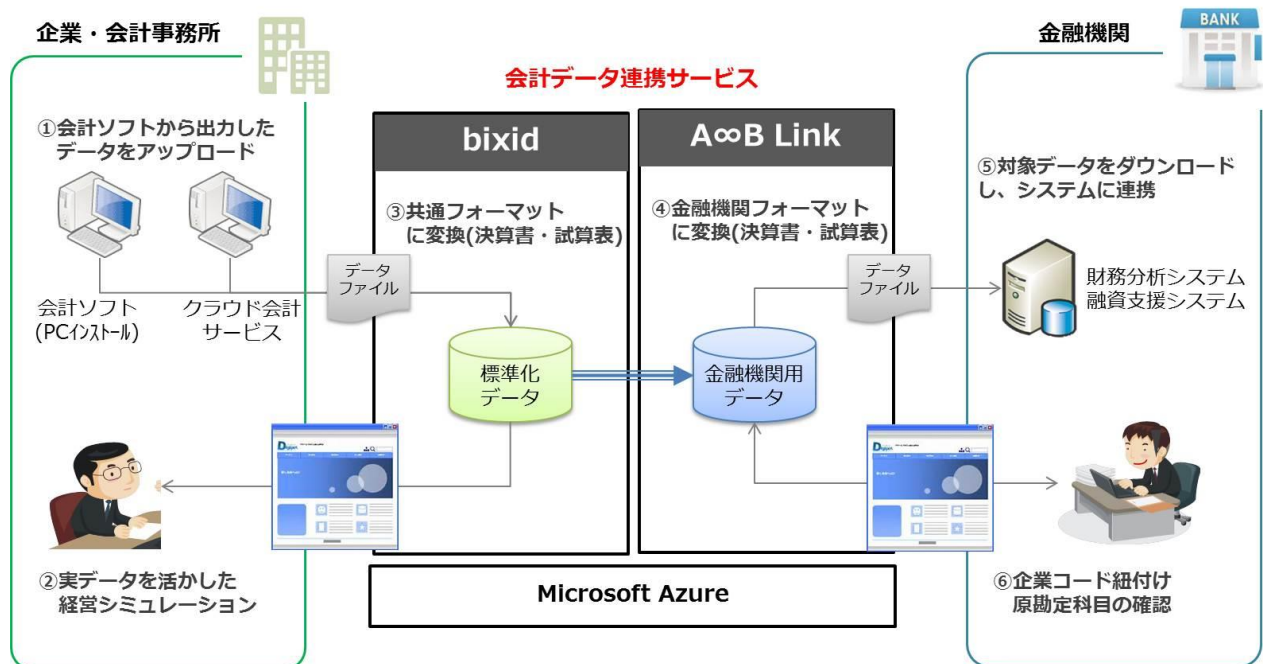 企業・会計事務所
金融機関
BANK
会計データ連携サービス
bixid
A∞B Link
①会計ソフトから出力した
データをアップロード
会計ソフト
(PCｲﾝｽﾄｰﾙ)
クラウド会計
サービス
③共通フォーマット
に変換(決算書・試算表)
データ
ファイル
標準化
データ
④金融機関フォーマット
に変換(決算書・試算表)
データ
ファイル
金融機関用
データ
⑤対象データをダウンロード
し、システムに連携
財務分析システム
融資支援システム
②実データを活かした
経営シミュレーション
Microsoft Azure
⑥企業コード紐付け
原勘定科目の確認